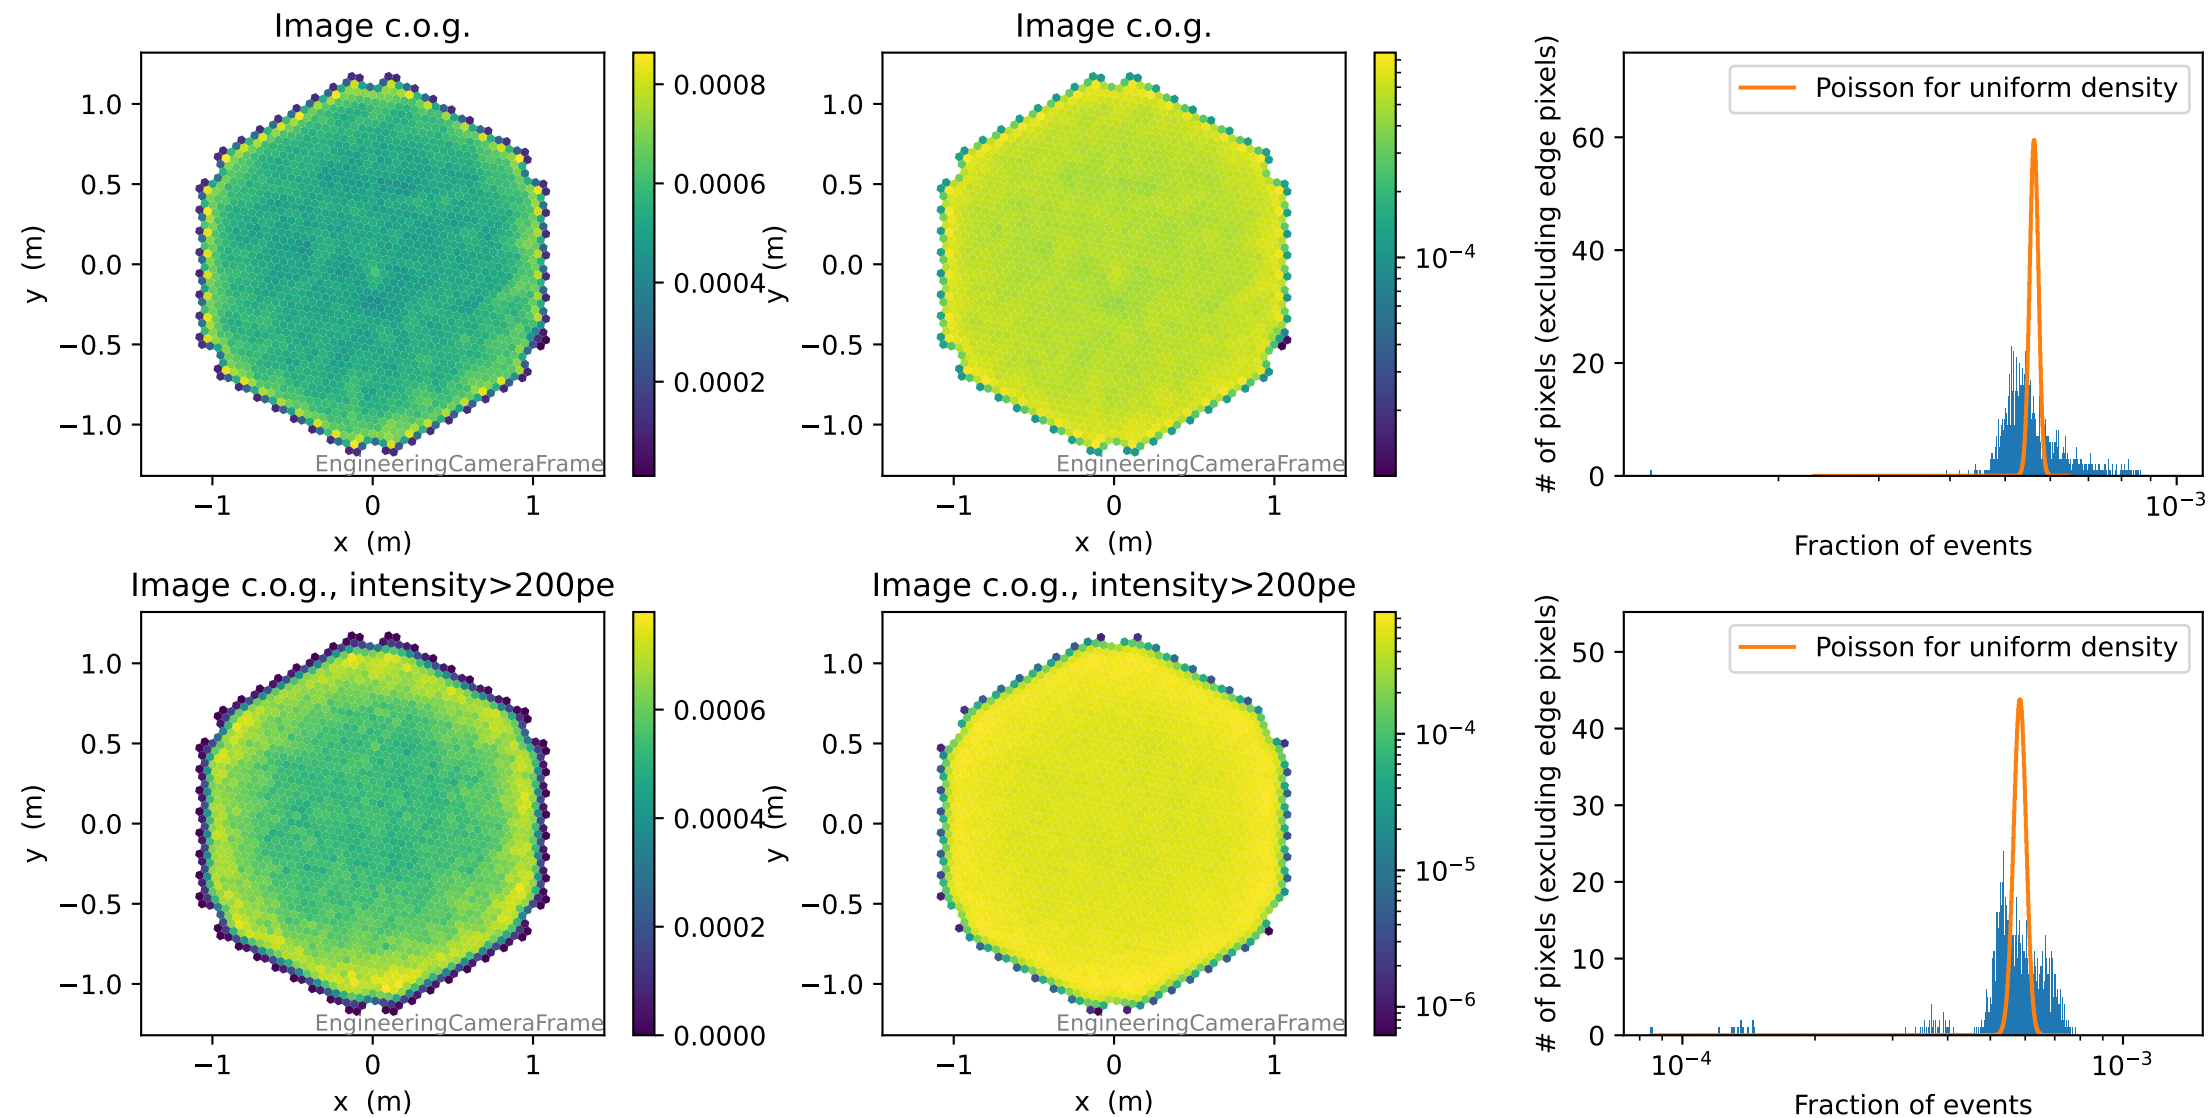 Image c.o.g.
1.0
0.5
0.0
−0.5
−1.0
y (m)
−1 0 1
x (m)
EngineeringCameraFrame
0.0008
0.0006
0.0004
0.0002
Image c.o.g.
1.0
0.5
0.0
−0.5
−1.0
y (m)
−1 0 1
x (m)
EngineeringCameraFrame
10⁻⁴
# of pixels (excluding edge pixels)
60
40
20
0
Poisson for uniform density
10⁻³
Fraction of events
Image c.o.g., intensity>200pe
1.0
0.5
0.0
−0.5
−1.0
y (m)
−1 0 1
x (m)
EngineeringCameraFrame
0.0006
0.0004
0.0002
0.0000
Image c.o.g., intensity>200pe
1.0
0.5
0.0
−0.5
−1.0
y (m)
−1 0 1
x (m)
EngineeringCameraFrame
10⁻⁴
10⁻⁵
10⁻⁶
# of pixels (excluding edge pixels)
50
40
30
20
10
0
Poisson for uniform density
10⁻⁴ 10⁻³
Fraction of events